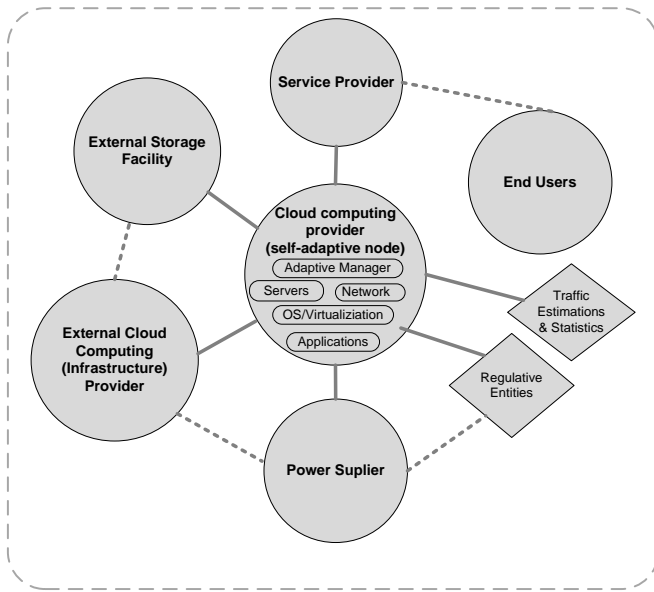 Service Provider
External Storage
Facility
End Users
Cloud computing
provider
(self-adaptive node)
Adaptive Manager
Servers
Network
OS/Virtualiziation
Applications
Traffic
Estimations
& Statistics
External Cloud
Computing
(Infrastructure)
Provider
Regulative
Entities
Power Suplier